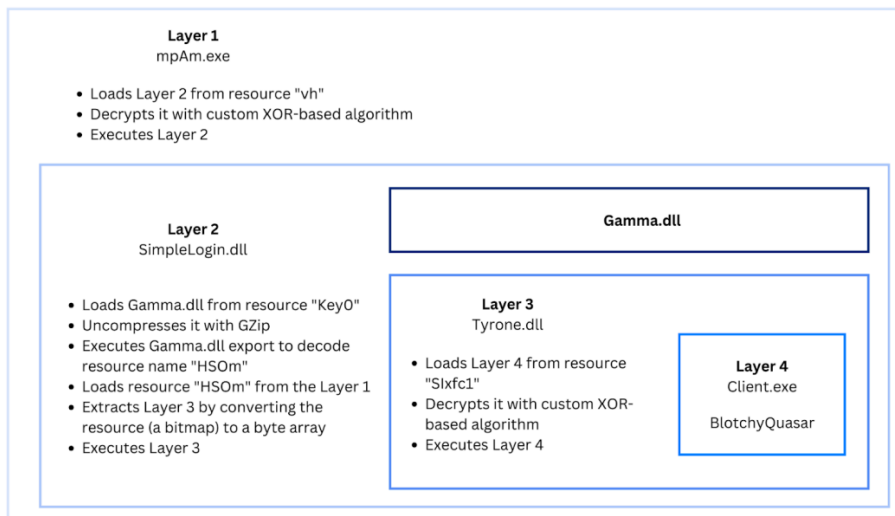 Layer 1
mpAm.exe
• Loads Layer 2 from resource "vh"
• Decrypts it with custom XOR-based algorithm
• Executes Layer 2
Layer 2
SimpleLogin.dll
• Loads Gamma.dll from resource "Key0"
• Uncompresses it with GZip
• Executes Gamma.dll export to decode
resource name "HSOm"
• Loads resource "HSOm" from the Layer 1
• Extracts Layer 3 by converting the
resource (a bitmap) to a byte array
• Executes Layer 3
Gamma.dll
Layer 3
Tyrone.dll
• Loads Layer 4 from resource
"SIxfc1"
• Decrypts it with custom XOR-
based algorithm
• Executes Layer 4
Layer 4
Client.exe
BlotchyQuasar